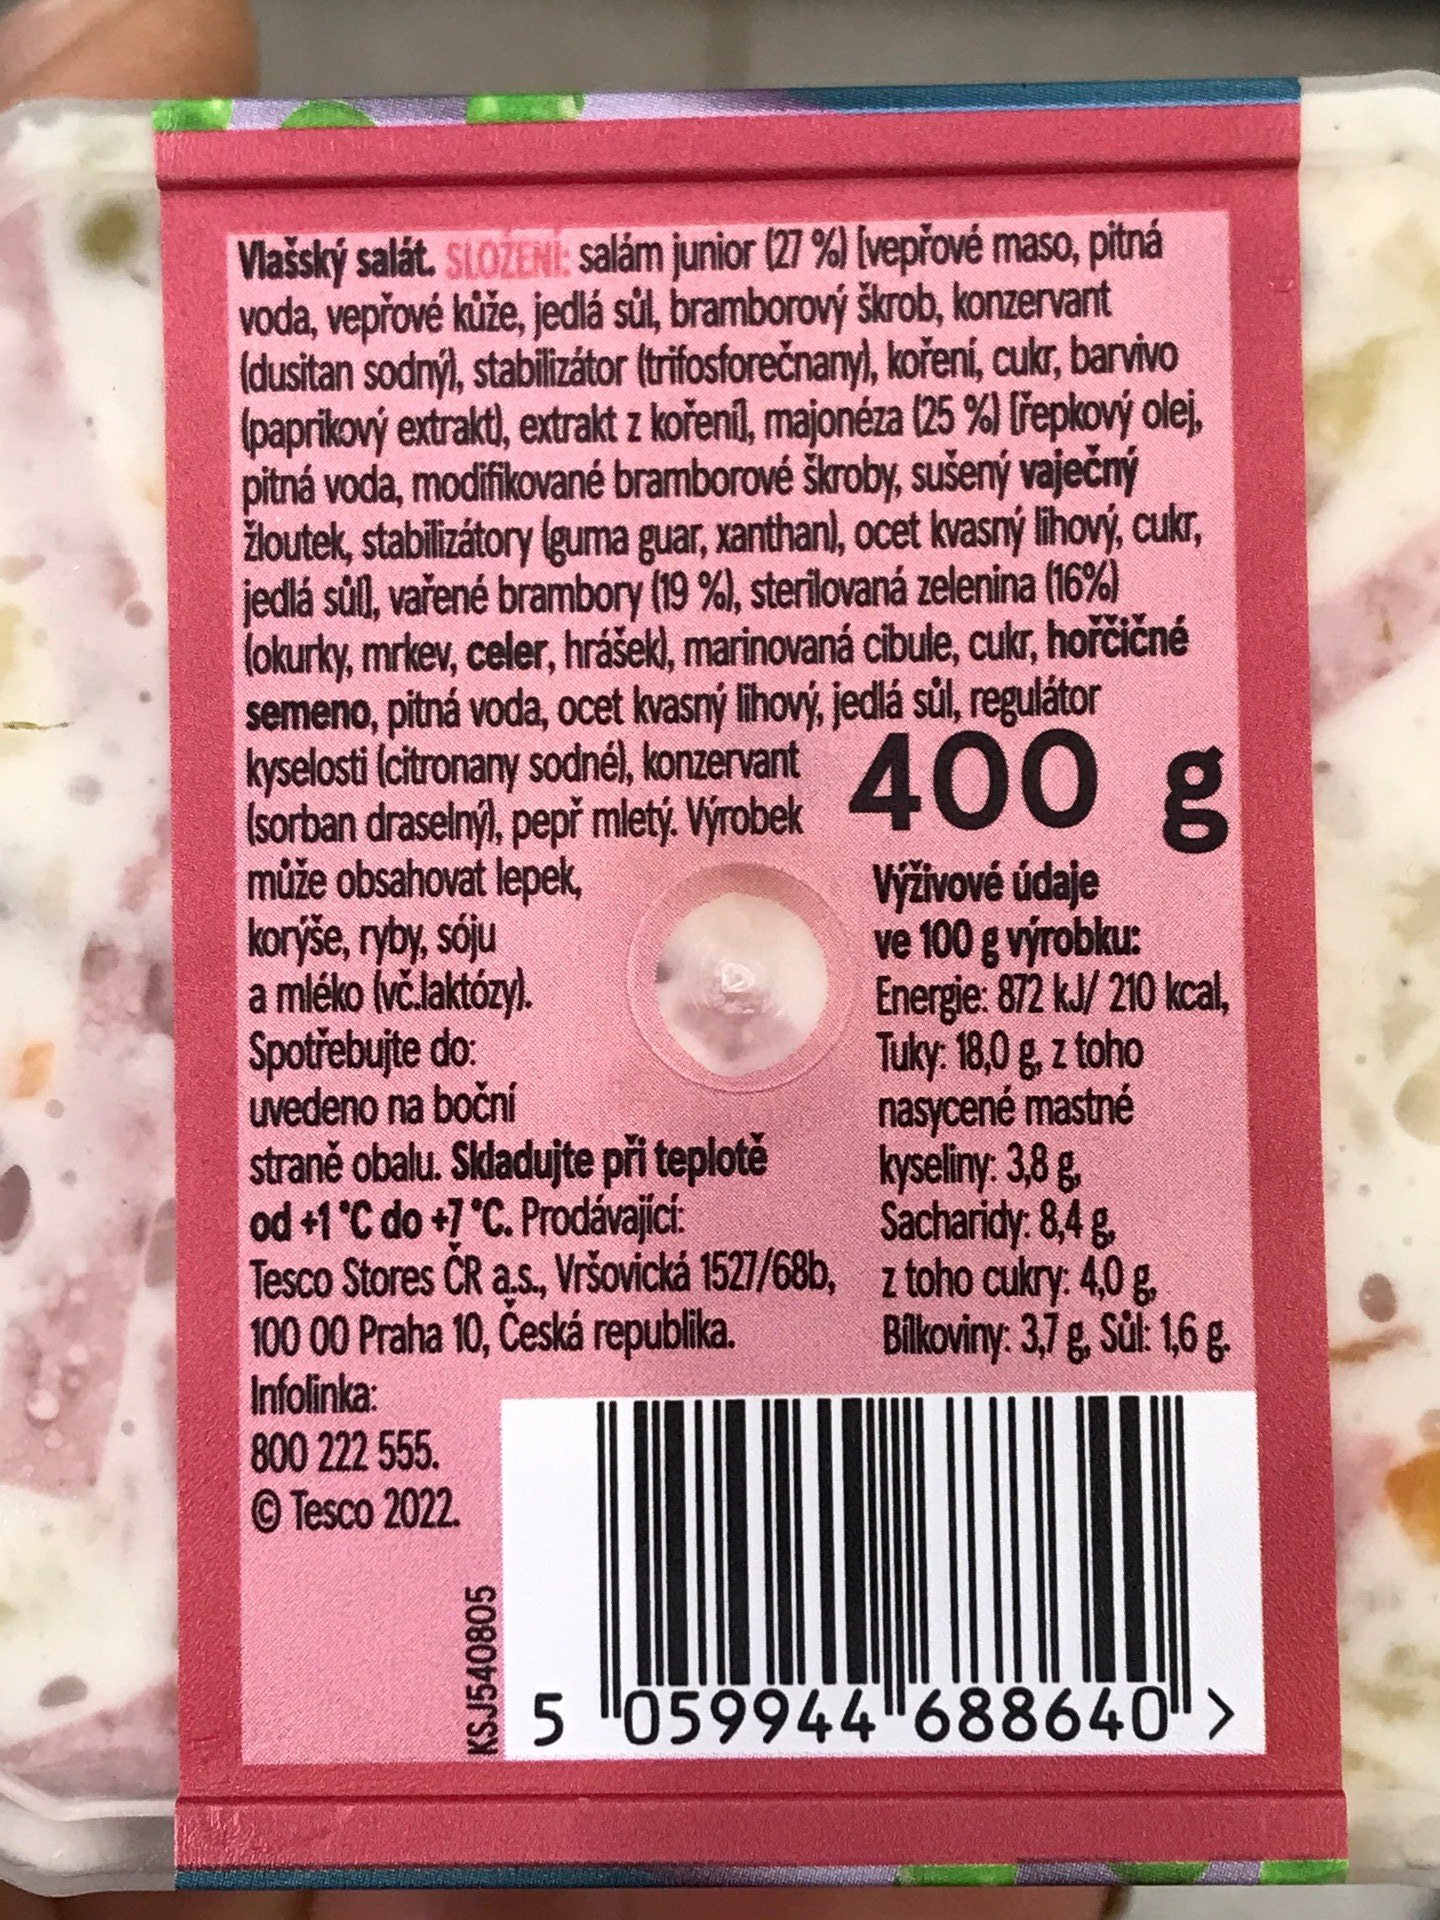 Vlašský salát. SLOŽENÍ: salám junior (27 %) [vepřové maso, pitná
voda, vepřové kůže, jedlá sůl, bramborový škrob, konzervant
(dusitan sodný), stabilizátor (trifosforečnany), koření, cukr, barvivo
(paprikový extrakt), extrakt z koření], majonéza (25 %) [řepkový olej,
pitná voda, modifikované bramborové škroby, sušený vaječný
žloutek, stabilizátory (guma guar, xanthan), ocet kvasný lihový, cukr,
jedlá sůl], vařené brambory (19 %), sterilovaná zelenina (16%)
(okurky, mrkev, celer, hrášek), marinovaná cibule, cukr, hořčičné
semeno, pitná voda, ocet kvasný lihový, jedlá sůl, regulátor
kyselosti (citronany sodné), konzervant
(sorban draselný), pepř mletý. Výrobek
může obsahovat lepek,
korýše, ryby, sóju
a mléko (vč.laktózy).
Spotřebujte do:
uvedeno na boční
straně obalu. Skladujte při teplotě
od +1 °C do +7 °C. Prodávající:
Tesco Stores ČR a.s., Vršovická 1527/68b,
100 00 Praha 10, Česká republika.
Infolinka:
800 222 555.
© Tesco 2022.
400 g
Výživové údaje
ve 100 g výrobku:
Energie: 872 kJ/ 210 kcal,
Tuky: 18,0 g, z toho
nasycené mastné
kyseliny: 3,8 g,
Sacharidy: 8,4 g,
z toho cukry: 4,0 g,
Bílkoviny: 3,7 g, Sůl: 1,6 g.
KSJ540805
5 059944 688640 >